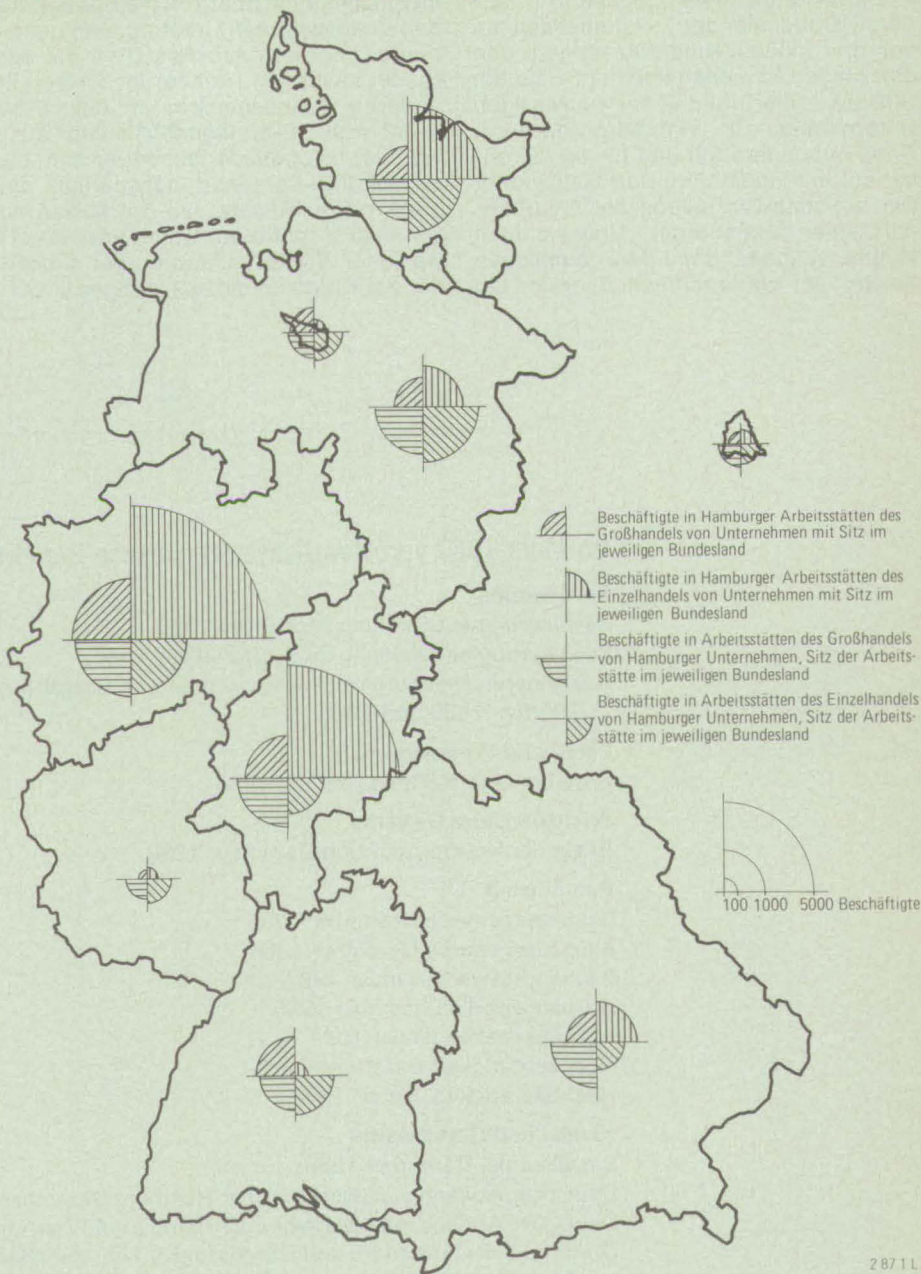 Beschäftigte in Hamburger Arbeitsstätten des
Großhandels von Unternehmen mit Sitz im
jeweiligen Bundesland
Beschäftigte in Hamburger Arbeitsstätten des
Einzelhandels von Unternehmen mit Sitz im
jeweiligen Bundesland
Beschäftigte in Arbeitsstätten des Großhandels
von Hamburger Unternehmen, Sitz der Arbeits-
stätte im jeweiligen Bundesland
Beschäftigte in Arbeitsstätten des Einzelhandels
von Hamburger Unternehmen, Sitz der Arbeits-
stätte im jeweiligen Bundesland
100 1000 5000 Beschäftigte
2 87 1 L